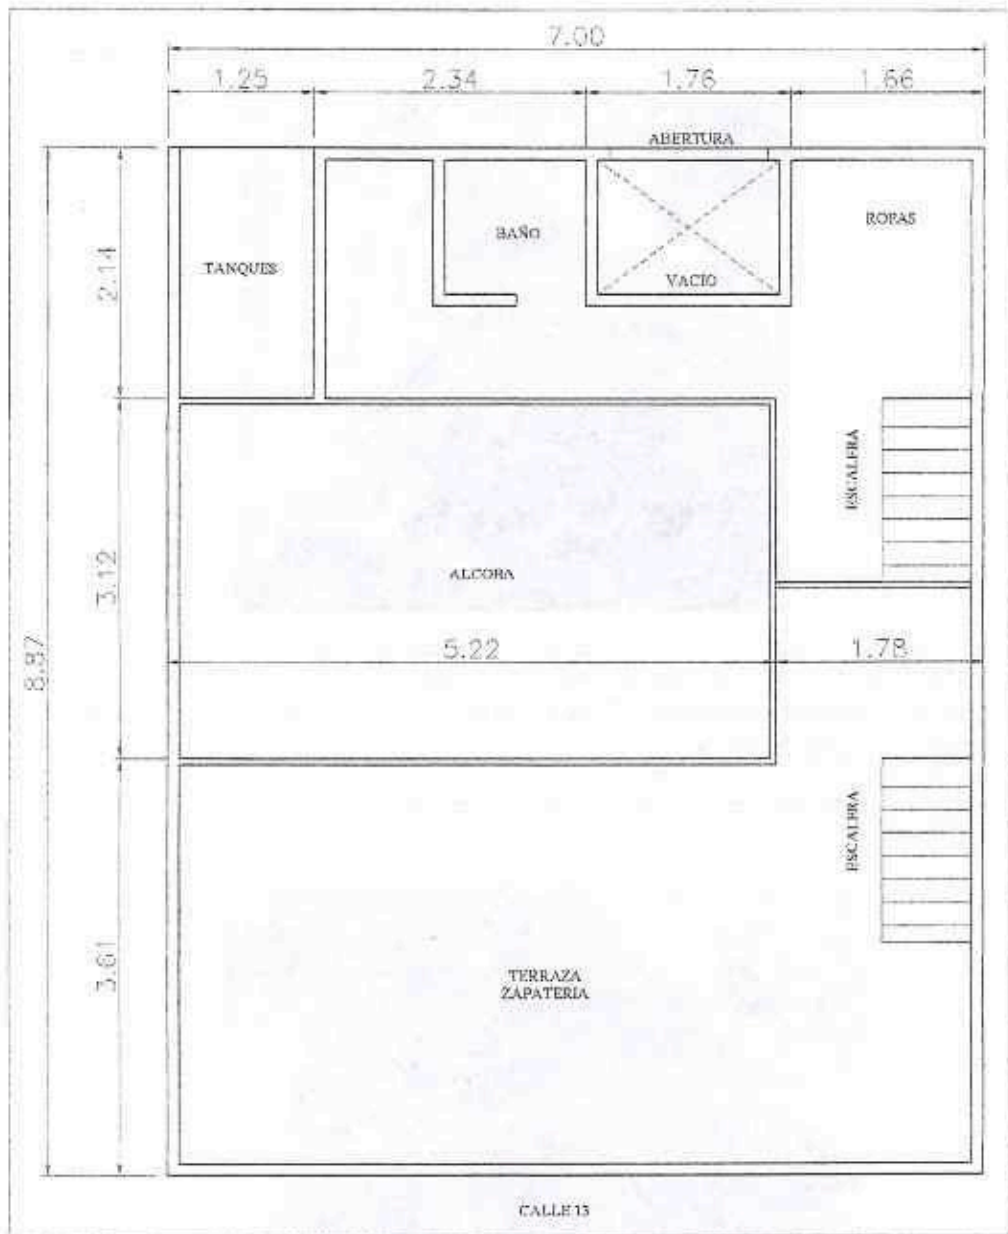 7.00
1.25 2.34 1.76 1.66
ABERTURA
ROPAS
BAÑO
TANQUES
VACIO
2.14
ESCALERA
ALCOBA
3.12
5.22 1.78
8.87
ESCALERA
3.61
TERRAZA
ZAPATERIA
CALLE 13